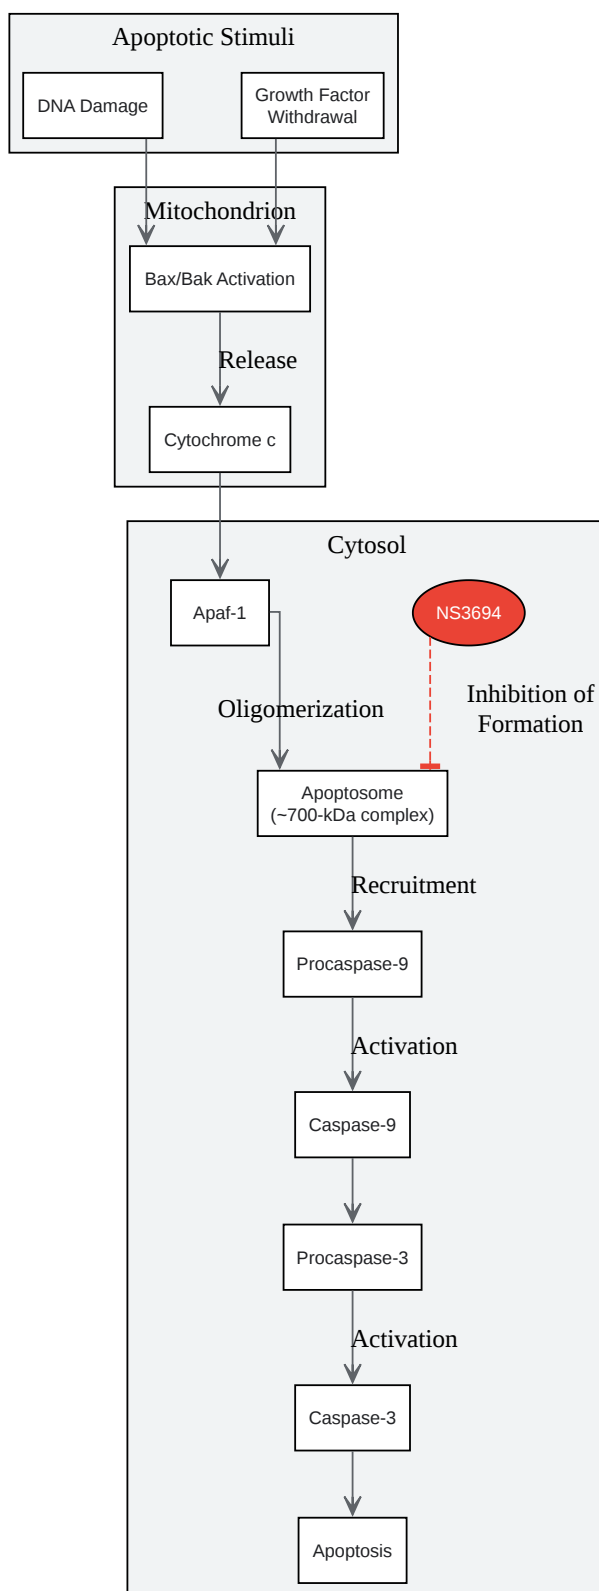 Apoptotic Stimuli
DNA Damage
Growth Factor
Withdrawal
Mitochondrion
Bax/Bak Activation
Release
Cytochrome c
Cytosol
Apaf-1
NS3694
Inhibition of
Formation
Oligomerization
Apoptosome
(~700-kDa complex)
Recruitment
Procaspase-9
Activation
Caspase-9
Procaspase-3
Activation
Caspase-3
Apoptosis